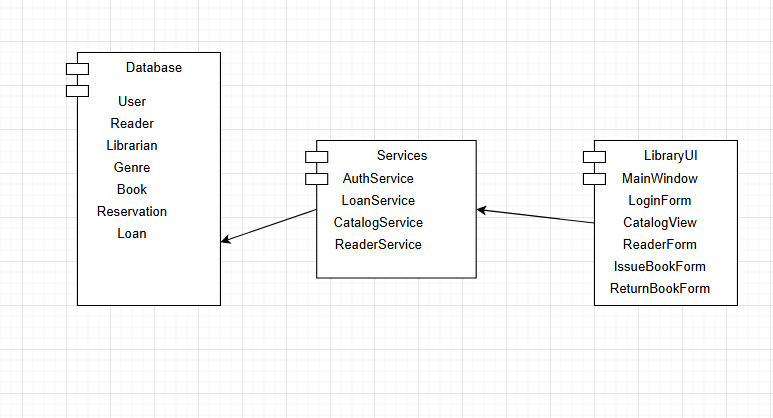 Database
User
Reader
Librarian
Genre
Book
Reservation
Loan
Services
AuthService
LoanService
CatalogService
ReaderService
LibraryUI
MainWindow
LoginForm
CatalogView
ReaderForm
IssueBookForm
ReturnBookForm